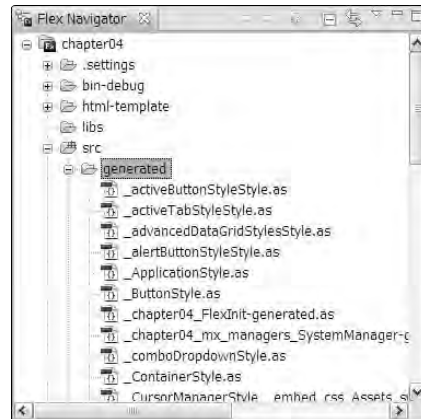 Flex Navigator
chapter04
.settings
bin-debug
html-template
libs
src
generated
_activeButtonStyleStyle.as
_activeTabStyleStyle.as
_advancedDataGridStylesStyle.as
_alertButtonStyleStyle.as
_ApplicationStyle.as
_ButtonStyle.as
_chapter04_FlexInit-generated.as
_chapter04_mx_managers_SystemManager-g
_comboDropdownStyle.as
_ContainerStyle.as
_CursorManagerStyle__embed_css_Assets_s